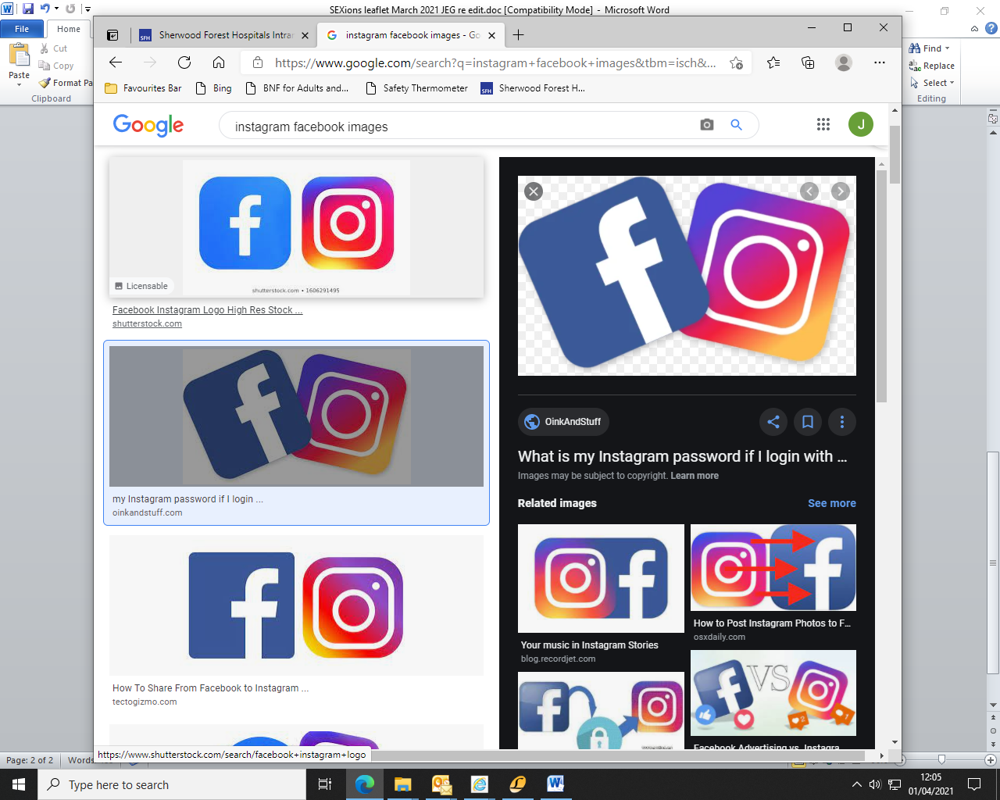 SEXions leaflet March 2021 JEG re edit.doc [Compatibility Mode] - Microsoft Word
File
Home
Cut
Copy
Paste
Format Pa
Clipboard
Find
Replace
Select
Editing
Sherwood Forest Hospitals Intra
instagram facebook images - Go
https://www.google.com/search?q=instagram+facebook+images&tbm=isch&...
Favourites Bar
Bing
BNF for Adults and...
Safety Thermometer
SFH
Sherwood Forest H...
Google
instagram facebook images
J
shutterstock.com • 1606291495
Licensable
Facebook Instagram Logo High Res Stock ...
shutterstock.com
my Instagram password if I login ...
oinkandstuff.com
How To Share From Facebook to Instagram ...
tectogizmo.com
OinkAndStuff
What is my Instagram password if I login with ...
Images may be subject to copyright. Learn more
Related images
See more
Your music in Instagram Stories
blog.recordjet.com
How to Post Instagram Photos to F...
osxdaily.com
VS
2
1
Facebook Advertising vs. Instagra
https://www.shutterstock.com/search/facebook+instagram+logo
Page: 2 of 2
Words
Type here to search
12:05
01/04/2021